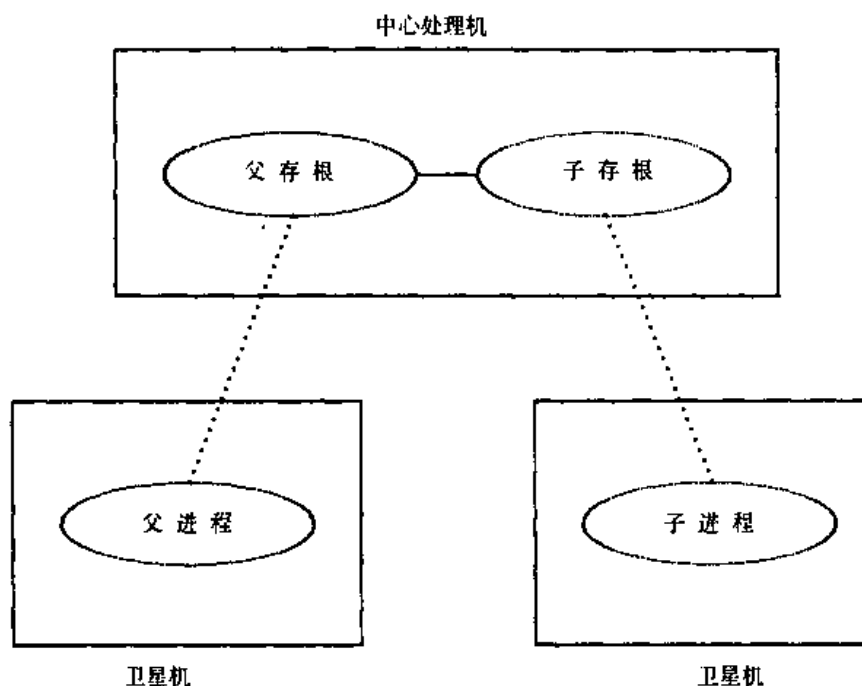 中心处理机
父存根
子存根
父进程
子进程
卫星机
卫星机